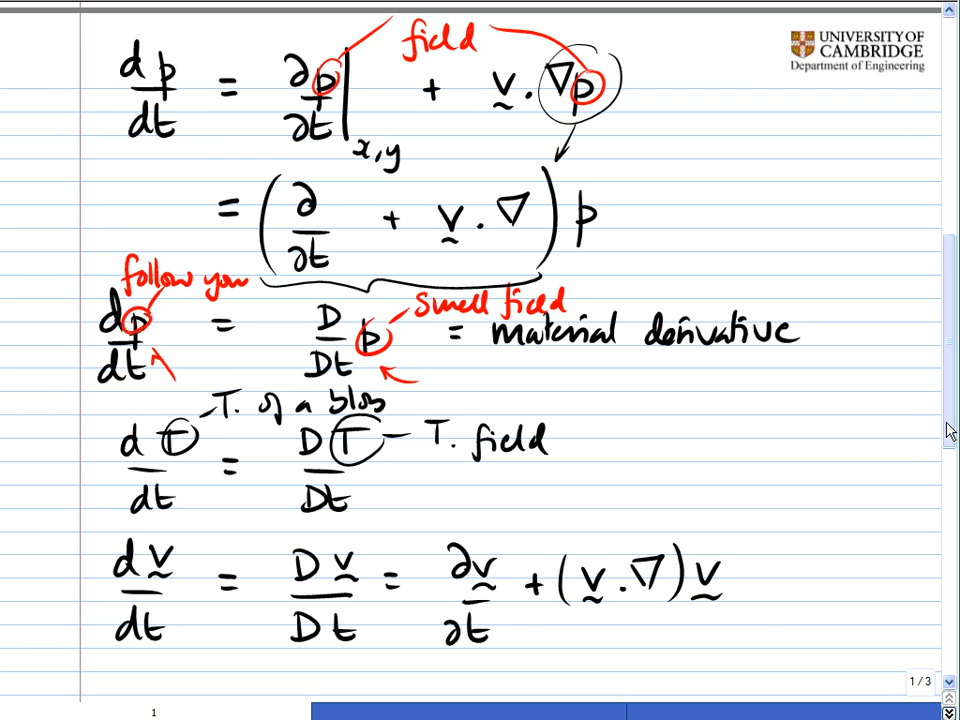 field
UNIVERSITY OF
CAMBRIDGE
Department of Engineering
dp/dt = ∂p/∂t |x,y + v . ∇p
= (∂/∂t + v . ∇) p
follow you
smell field
dp/dt = D/Dt p = material derivative
T. of a blob
dT/dt = DT/Dt – T. field
dv/dt = Dv/Dt = ∂v/∂t + (v . ∇) v
1 / 3
1